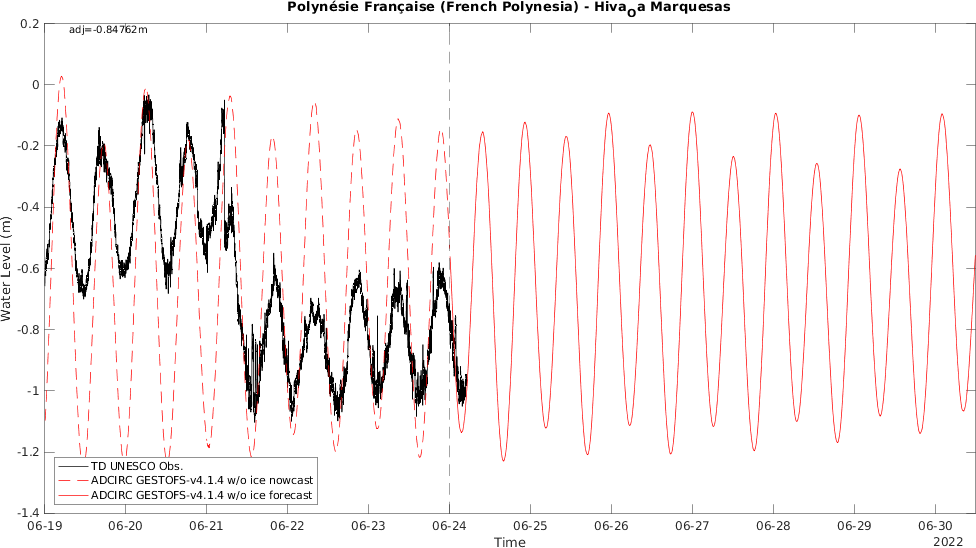 Polynésie Française (French Polynesia) - Hiva_Oa Marquesas
adj=-0.84762m
0.2
0
-0.2
-0.4
-0.6
-0.8
-1
-1.2
-1.4
Water Level (m)
TD UNESCO Obs.
ADCIRC GESTOFS-v4.1.4 w/o ice nowcast
ADCIRC GESTOFS-v4.1.4 w/o ice forecast
06-19 06-20 06-21 06-22 06-23 06-24 06-25 06-26 06-27 06-28 06-29 06-30
Time
2022